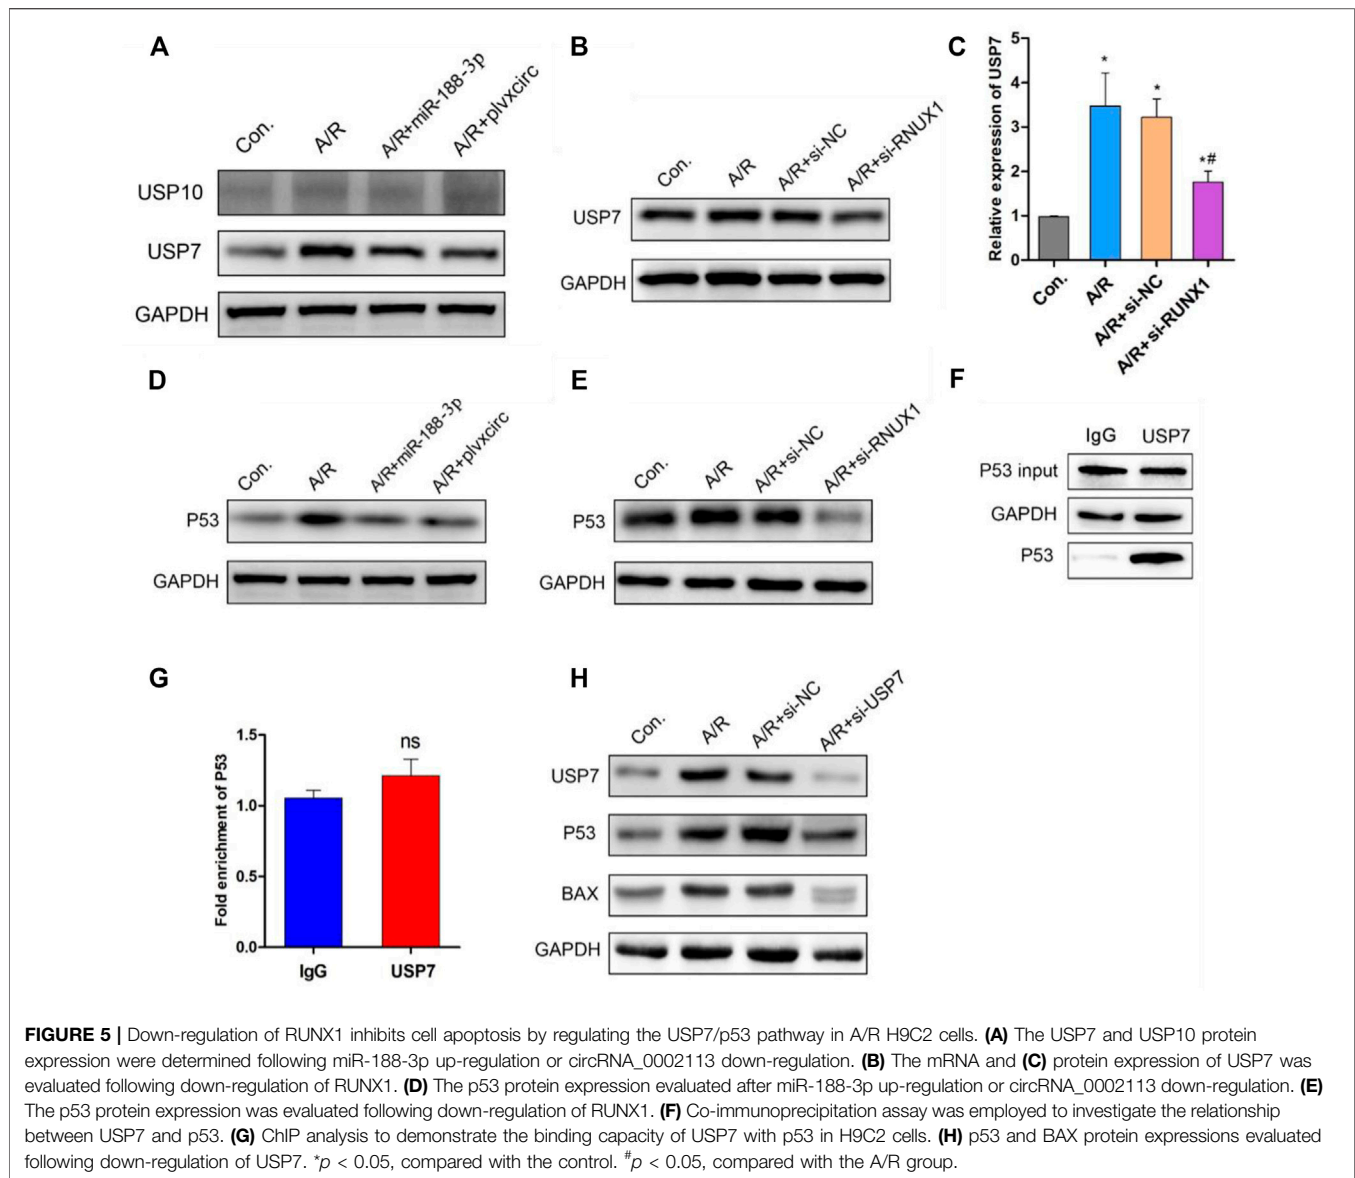 A
Con.
A/R
A/R+miR-188-3p
A/R+plvxcirc
USP10
USP7
GAPDH
B
Con.
A/R
A/R+si-NC
A/R+si-RNUX1
USP7
GAPDH
C
Relative expression of USP7
5
4
3
2
1
0
*
*
*#
Con.
A/R
A/R+si-NC
A/R+si-RUNX1
D
Con.
A/R
A/R+miR-188-3p
A/R+plvxcirc
P53
GAPDH
E
Con.
A/R
A/R+si-NC
A/R+si-RNUX1
P53
GAPDH
F
IgG USP7
P53 input
GAPDH
P53
G
Fold enrichment of P53
1.5
1.0
0.5
0.0
ns
IgG USP7
H
Con.
A/R
A/R+si-NC
A/R+si-USP7
USP7
P53
BAX
GAPDH
FIGURE 5 | Down-regulation of RUNX1 inhibits cell apoptosis by regulating the USP7/p53 pathway in A/R H9C2 cells. (A) The USP7 and USP10 protein
expression were determined following miR-188-3p up-regulation or circRNA_0002113 down-regulation. (B) The mRNA and (C) protein expression of USP7 was
evaluated following down-regulation of RUNX1. (D) The p53 protein expression evaluated after miR-188-3p up-regulation or circRNA_0002113 down-regulation. (E)
The p53 protein expression was evaluated following down-regulation of RUNX1. (F) Co-immunoprecipitation assay was employed to investigate the relationship
between USP7 and p53. (G) ChIP analysis to demonstrate the binding capacity of USP7 with p53 in H9C2 cells. (H) p53 and BAX protein expressions evaluated
following down-regulation of USP7. *p < 0.05, compared with the control. #p < 0.05, compared with the A/R group.